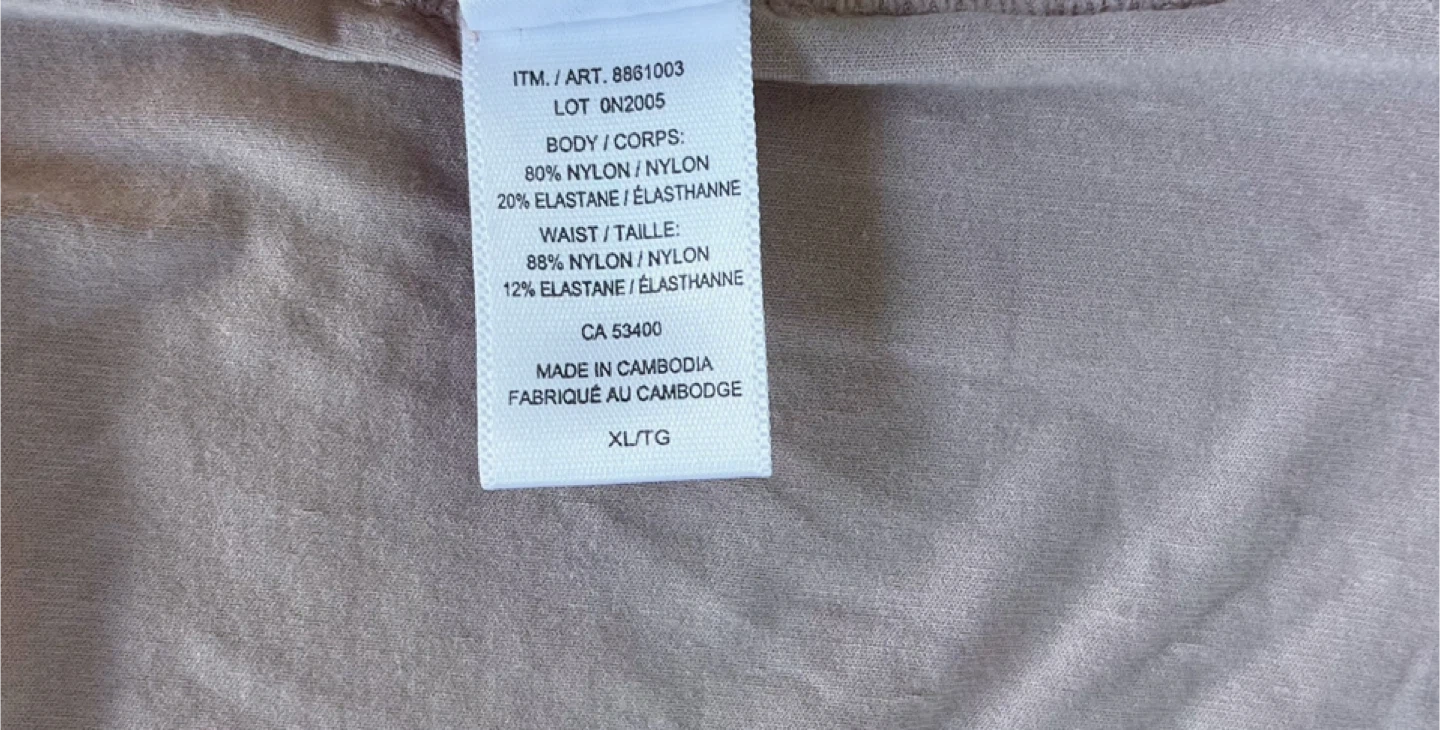 ITM. / ART. 8861003
LOT 0N2005
BODY / CORPS:
80% NYLON / NYLON
20% ELASTANE / ÉLASTHANNE
WAIST / TAILLE:
88% NYLON / NYLON
12% ELASTANE / ÉLASTHANNE
CA 53400
MADE IN CAMBODIA
FABRIQUÉ AU CAMBODGE
XL/TG